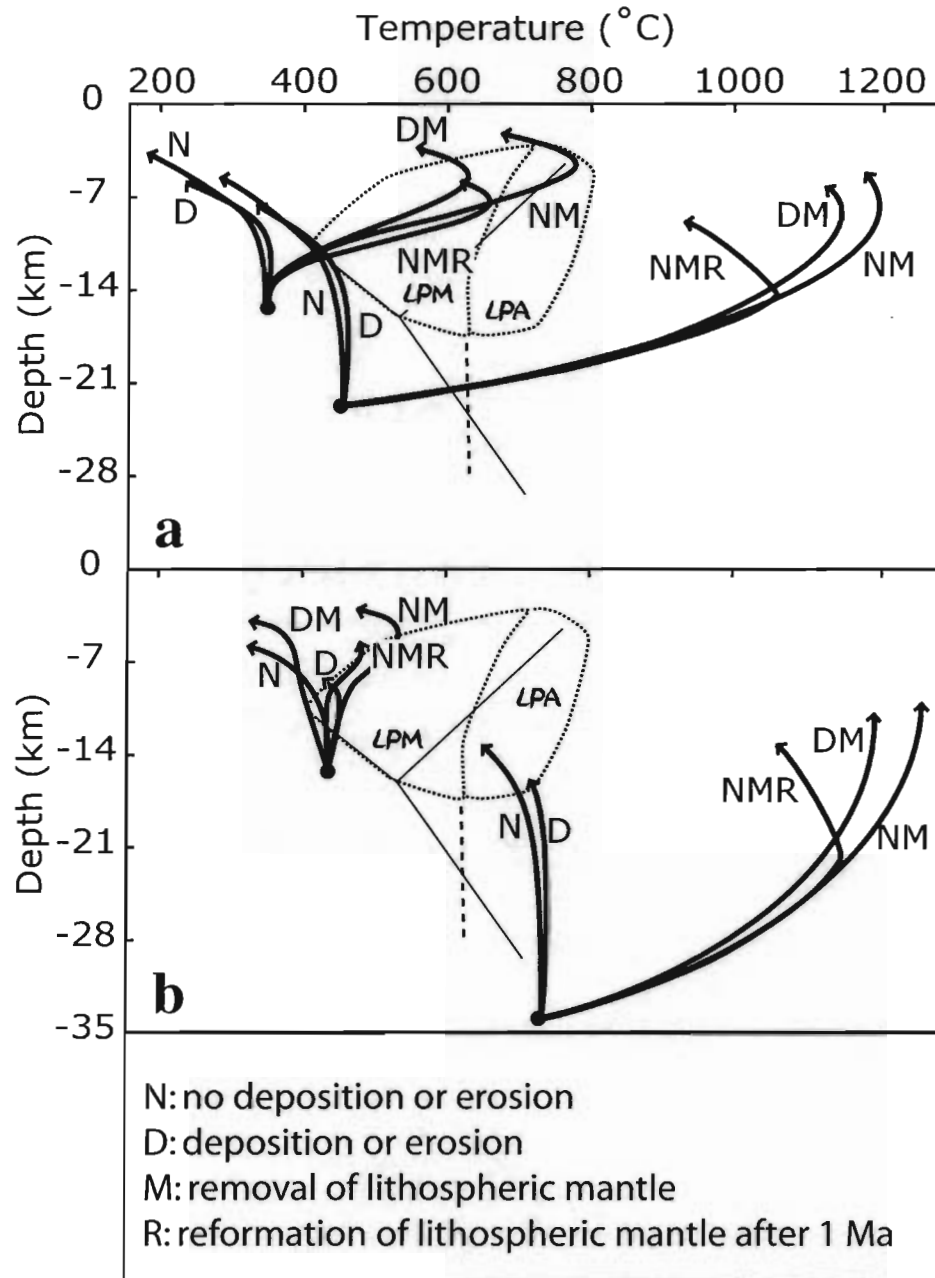 a
Temperature (°C)
200 400 600 800 1000 1200
0
N
DM
-7
D
NM
DM
NMR
NMR
NM
-14
N
LPM
LPA
D
Depth (km)
-21
-28
a
0
DM
NM
-7
N
D
NMR
LPA
LPM
-14
DM
NMR
N
D
NM
Depth (km)
-21
-28
b
-35
N: no deposition or erosion
D: deposition or erosion
M: removal of lithospheric mantle
R: reformation of lithospheric mantle after 1 Ma